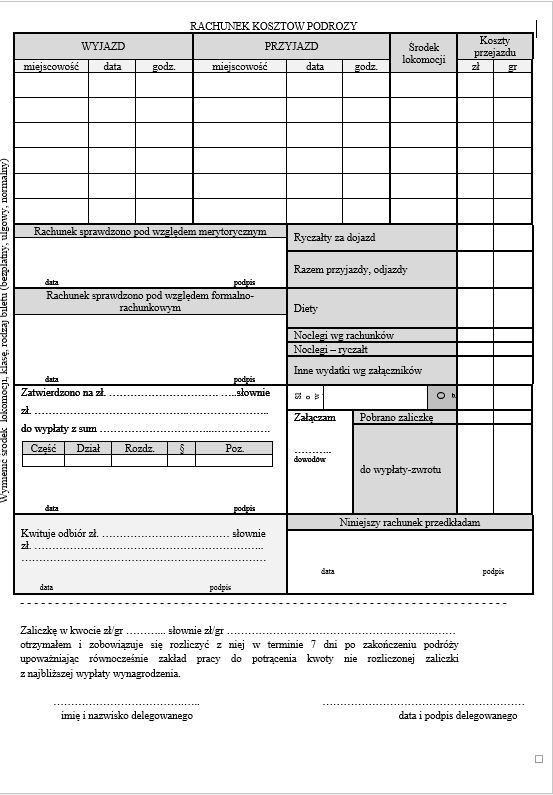 RACHUNEK KOSZTÓW PODRÓŻY
WYJAZD PRZYJAZD Środek lokomocji Koszty przejazdu
miejscowość data godz. miejscowość data godz. zł gr
Wymienić środek lokomocji, klasę, rodzaj biletu (bezpłatny, ulgowy, normalny)
Rachunek sprawdzono pod względem merytorycznym
data podpis
Rachunek sprawdzono pod względem formalno-
rachunkowym
data podpis
Ryczałty za dojazd
Razem przyjazdy, odjazdy
Diety
Noclegi wg rachunków
Noclegi – ryczałt
Inne wydatki wg załączników
Zatwierdzono na zł. ……………………………… …..słownie
zł. ……………………………………………………………
do wypłaty z sum …………………………..……………..
Część Dział Rozdz. § Poz.
data podpis
Sł o w
O
Załączam
………..
dowodów
Pobrano zaliczkę
do wypłaty-zwrotu
Kwituje odbiór zł. ……………………………… słownie
zł. ………………………………………………………..
…………………………………………………………
data podpis
Niniejszy rachunek przedkładam
data podpis
Zaliczkę w kwocie zł/gr ………... słownie zł/gr ……………………………………………………
otrzymałem i zobowiązuje się rozliczyć z niej w terminie 7 dni po zakończeniu podróży
upoważniając równocześnie zakład pracy do potrącenia kwoty nie rozliczonej zaliczki
z najbliższej wypłaty wynagrodzenia.
………………………………..
imię i nazwisko delegowanego
……………………………………………
data i podpis delegowanego